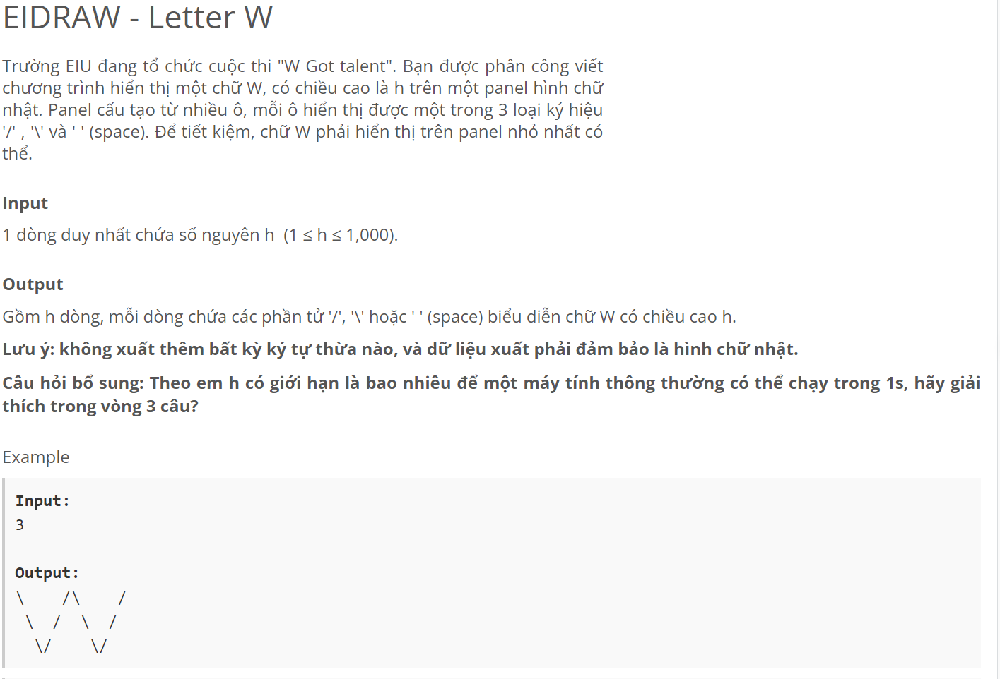 EIDRAW - Letter W
Trường EIU đang tổ chức cuộc thi "W Got talent". Bạn được phân công viết
chương trình hiển thị một chữ W, có chiều cao là h trên một panel hình chữ
nhật. Panel cấu tạo từ nhiều ô, mỗi ô hiển thị được một trong 3 loại ký hiệu
'/' , '\' và ' ' (space). Để tiết kiệm, chữ W phải hiển thị trên panel nhỏ nhất có
thể.
Input
1 dòng duy nhất chứa số nguyên h  (1 ≤ h ≤ 1,000).
Output
Gồm h dòng, mỗi dòng chứa các phần tử '/', '\' hoặc ' ' (space) biểu diễn chữ W có chiều cao h.
Lưu ý: không xuất thêm bất kỳ ký tự thừa nào, và dữ liệu xuất phải đảm bảo là hình chữ nhật.
Câu hỏi bổ sung: Theo em h có giới hạn là bao nhiêu để một máy tính thông thường có thể chạy trong 1s, hãy giải
thích trong vòng 3 câu?
Example
Input:
3
Output:
\    /\    /
 \  /  \  / 
  \/    \/